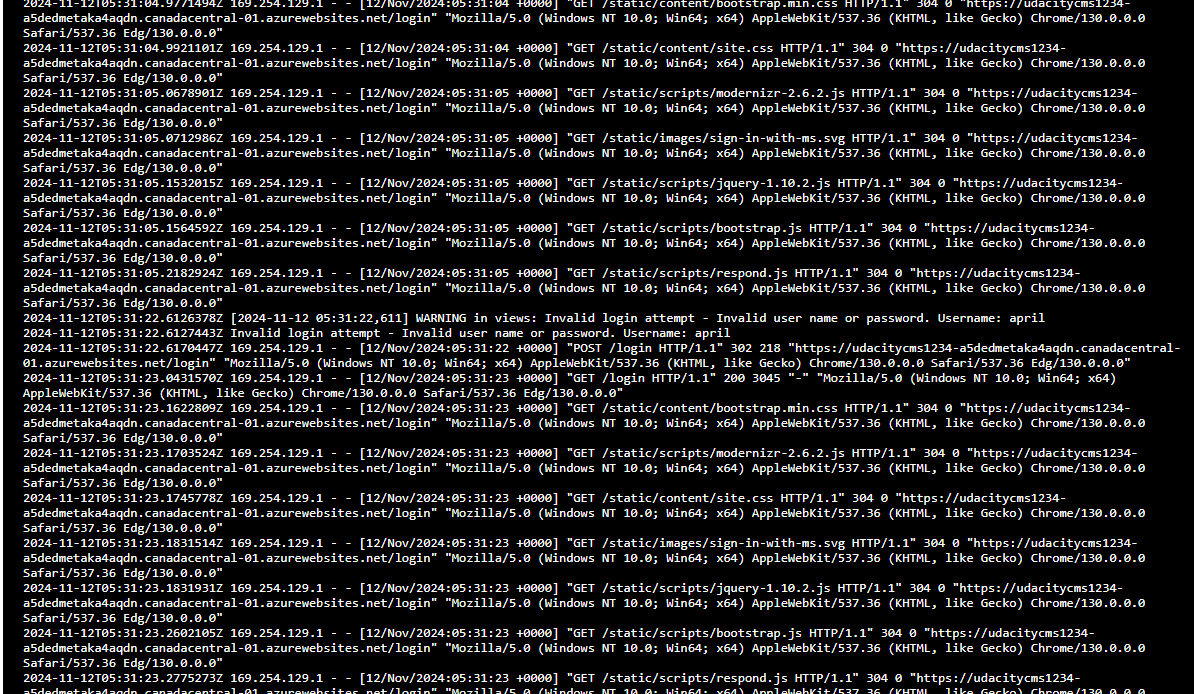 2024-11-12T05:31:04.9771494Z 169.254.129.1 - - [12/Nov/2024:05:31:04 +0000] "GET /static/content/bootstrap.min.css HTTP/1.1" 304 0 "https://udacitycms1234-
a5dedmetaka4aqdn.canadacentral-01.azurewebsites.net/login" "Mozilla/5.0 (Windows NT 10.0; Win64; x64) AppleWebKit/537.36 (KHTML, like Gecko) Chrome/130.0.0.0
Safari/537.36 Edg/130.0.0.0"
2024-11-12T05:31:04.9921101Z 169.254.129.1 - - [12/Nov/2024:05:31:04 +0000] "GET /static/content/site.css HTTP/1.1" 304 0 "https://udacitycms1234-
a5dedmetaka4aqdn.canadacentral-01.azurewebsites.net/login" "Mozilla/5.0 (Windows NT 10.0; Win64; x64) AppleWebKit/537.36 (KHTML, like Gecko) Chrome/130.0.0.0
Safari/537.36 Edg/130.0.0.0"
2024-11-12T05:31:05.0678901Z 169.254.129.1 - - [12/Nov/2024:05:31:05 +0000] "GET /static/scripts/modernizr-2.6.2.js HTTP/1.1" 304 0 "https://udacitycms1234-
a5dedmetaka4aqdn.canadacentral-01.azurewebsites.net/login" "Mozilla/5.0 (Windows NT 10.0; Win64; x64) AppleWebKit/537.36 (KHTML, like Gecko) Chrome/130.0.0.0
Safari/537.36 Edg/130.0.0.0"
2024-11-12T05:31:05.0712986Z 169.254.129.1 - - [12/Nov/2024:05:31:05 +0000] "GET /static/images/sign-in-with-ms.svg HTTP/1.1" 304 0 "https://udacitycms1234-
a5dedmetaka4aqdn.canadacentral-01.azurewebsites.net/login" "Mozilla/5.0 (Windows NT 10.0; Win64; x64) AppleWebKit/537.36 (KHTML, like Gecko) Chrome/130.0.0.0
Safari/537.36 Edg/130.0.0.0"
2024-11-12T05:31:05.1532015Z 169.254.129.1 - - [12/Nov/2024:05:31:05 +0000] "GET /static/scripts/jquery-1.10.2.js HTTP/1.1" 304 0 "https://udacitycms1234-
a5dedmetaka4aqdn.canadacentral-01.azurewebsites.net/login" "Mozilla/5.0 (Windows NT 10.0; Win64; x64) AppleWebKit/537.36 (KHTML, like Gecko) Chrome/130.0.0.0
Safari/537.36 Edg/130.0.0.0"
2024-11-12T05:31:05.1564592Z 169.254.129.1 - - [12/Nov/2024:05:31:05 +0000] "GET /static/scripts/bootstrap.js HTTP/1.1" 304 0 "https://udacitycms1234-
a5dedmetaka4aqdn.canadacentral-01.azurewebsites.net/login" "Mozilla/5.0 (Windows NT 10.0; Win64; x64) AppleWebKit/537.36 (KHTML, like Gecko) Chrome/130.0.0.0
Safari/537.36 Edg/130.0.0.0"
2024-11-12T05:31:05.2182924Z 169.254.129.1 - - [12/Nov/2024:05:31:05 +0000] "GET /static/scripts/respond.js HTTP/1.1" 304 0 "https://udacitycms1234-
a5dedmetaka4aqdn.canadacentral-01.azurewebsites.net/login" "Mozilla/5.0 (Windows NT 10.0; Win64; x64) AppleWebKit/537.36 (KHTML, like Gecko) Chrome/130.0.0.0
Safari/537.36 Edg/130.0.0.0"
2024-11-12T05:31:22.6126378Z [2024-11-12 05:31:22,611] WARNING in views: Invalid login attempt - Invalid user name or password. Username: april
2024-11-12T05:31:22.6127443Z Invalid login attempt - Invalid user name or password. Username: april
2024-11-12T05:31:22.6170447Z 169.254.129.1 - - [12/Nov/2024:05:31:22 +0000] "POST /login HTTP/1.1" 302 218 "https://udacitycms1234-a5dedmetaka4aqdn.canadacentral-
01.azurewebsites.net/login" "Mozilla/5.0 (Windows NT 10.0; Win64; x64) AppleWebKit/537.36 (KHTML, like Gecko) Chrome/130.0.0.0 Safari/537.36 Edg/130.0.0.0"
2024-11-12T05:31:23.0431570Z 169.254.129.1 - - [12/Nov/2024:05:31:23 +0000] "GET /login HTTP/1.1" 200 3045 "-" "Mozilla/5.0 (Windows NT 10.0; Win64; x64)
AppleWebKit/537.36 (KHTML, like Gecko) Chrome/130.0.0.0 Safari/537.36 Edg/130.0.0.0"
2024-11-12T05:31:23.1622809Z 169.254.129.1 - - [12/Nov/2024:05:31:23 +0000] "GET /static/content/bootstrap.min.css HTTP/1.1" 304 0 "https://udacitycms1234-
a5dedmetaka4aqdn.canadacentral-01.azurewebsites.net/login" "Mozilla/5.0 (Windows NT 10.0; Win64; x64) AppleWebKit/537.36 (KHTML, like Gecko) Chrome/130.0.0.0
Safari/537.36 Edg/130.0.0.0"
2024-11-12T05:31:23.1703524Z 169.254.129.1 - - [12/Nov/2024:05:31:23 +0000] "GET /static/scripts/modernizr-2.6.2.js HTTP/1.1" 304 0 "https://udacitycms1234-
a5dedmetaka4aqdn.canadacentral-01.azurewebsites.net/login" "Mozilla/5.0 (Windows NT 10.0; Win64; x64) AppleWebKit/537.36 (KHTML, like Gecko) Chrome/130.0.0.0
Safari/537.36 Edg/130.0.0.0"
2024-11-12T05:31:23.1745778Z 169.254.129.1 - - [12/Nov/2024:05:31:23 +0000] "GET /static/content/site.css HTTP/1.1" 304 0 "https://udacitycms1234-
a5dedmetaka4aqdn.canadacentral-01.azurewebsites.net/login" "Mozilla/5.0 (Windows NT 10.0; Win64; x64) AppleWebKit/537.36 (KHTML, like Gecko) Chrome/130.0.0.0
Safari/537.36 Edg/130.0.0.0"
2024-11-12T05:31:23.1831514Z 169.254.129.1 - - [12/Nov/2024:05:31:23 +0000] "GET /static/images/sign-in-with-ms.svg HTTP/1.1" 304 0 "https://udacitycms1234-
a5dedmetaka4aqdn.canadacentral-01.azurewebsites.net/login" "Mozilla/5.0 (Windows NT 10.0; Win64; x64) AppleWebKit/537.36 (KHTML, like Gecko) Chrome/130.0.0.0
Safari/537.36 Edg/130.0.0.0"
2024-11-12T05:31:23.1831931Z 169.254.129.1 - - [12/Nov/2024:05:31:23 +0000] "GET /static/scripts/jquery-1.10.2.js HTTP/1.1" 304 0 "https://udacitycms1234-
a5dedmetaka4aqdn.canadacentral-01.azurewebsites.net/login" "Mozilla/5.0 (Windows NT 10.0; Win64; x64) AppleWebKit/537.36 (KHTML, like Gecko) Chrome/130.0.0.0
Safari/537.36 Edg/130.0.0.0"
2024-11-12T05:31:23.2602105Z 169.254.129.1 - - [12/Nov/2024:05:31:23 +0000] "GET /static/scripts/bootstrap.js HTTP/1.1" 304 0 "https://udacitycms1234-
a5dedmetaka4aqdn.canadacentral-01.azurewebsites.net/login" "Mozilla/5.0 (Windows NT 10.0; Win64; x64) AppleWebKit/537.36 (KHTML, like Gecko) Chrome/130.0.0.0
Safari/537.36 Edg/130.0.0.0"
2024-11-12T05:31:23.2775273Z 169.254.129.1 - - [12/Nov/2024:05:31:23 +0000] "GET /static/scripts/respond.js HTTP/1.1" 304 0 "https://udacitycms1234-
a5dedmetaka4aqdn.canadacentral-01.azurewebsites.net/login" "Mozilla/5.0 (Windows NT 10.0; Win64; x64) AppleWebKit/537.36 (KHTML, like Gecko) Chrome/130.0.0.0